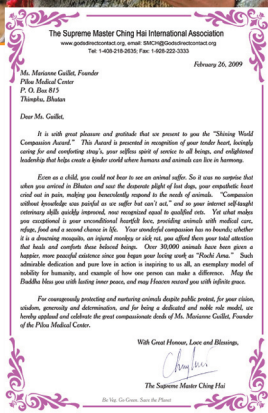 The Supreme Master Ching Hai International Association
www.godsdirectcontact.org, email: SMCH@Godsdirectcontact.org
Tel: 1-408-218-2635; Fax: 1-928-222-3333
February 26, 2009
Ms. Marianne Guillet, Founder
Pilou Medical Center
P. O. Box 815
Thimphu, Bhutan
Dear Ms. Guillet,
It is with great pleasure and gratitude that we present to you the "Shining World
Compassion Award." This Award is presented in recognition of your tender heart, lovingly
caring for and comforting stray's, your selfless spirit of service to all beings, and enlightened
leadership that helps create a kinder world where humans and animals can live in harmony.
Even as a child, you could not bear to see an animal suffer. So it was no surprise that
when you arrived in Bhutan and saw the desperate plight of lost dogs, your empathetic heart
cried out in pain, making you benevolently respond to the needs of animals. "Compassion
without knowledge was painful as we suffer but can't act," and so your internet self-taught
veterinary skills quickly improved, now recognized equal to qualified vets. Yet what makes
you exceptional is your unconditional heartfelt love, providing animals with medical care,
refuge, food and a second chance in life. Your wonderful compassion has no bounds; whether
it is a drowning mosquito, an injured monkey or sick rat, you afford them your total attention
that heals and comforts these beloved beings. Over 30,000 animals have been given a
happier, more peaceful existence since you began your loving work as "Rochi Ama." Such
admirable dedication and pure love in action is inspiring to us all, an exemplary model of
nobility for humanity, and example of how one person can make a difference. May the
Buddha bless you with lasting inner peace, and may Heaven reward you with infinite grace.
For courageously protecting and nurturing animals despite public protest, for your vision,
wisdom, generosity and determination, and for being a dedicated and noble role model, we
hereby applaud and celebrate the great compassionate deeds of Ms. Marianne Guillet, Founder
of the Pilou Medical Center.
With Great Honour, Love and Blessings,
The Supreme Master Ching Hai
Be Veg. Go Green. Save the Planet